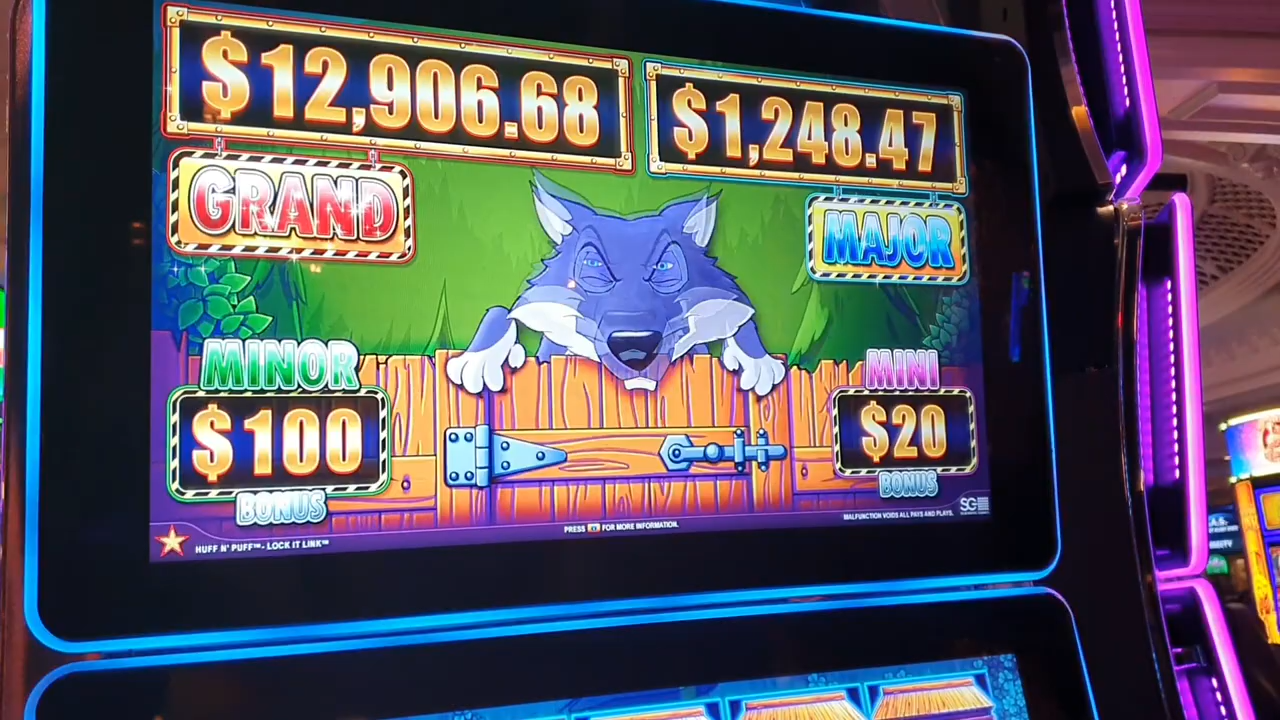 $12,906.68
$1,248.47
GRAND
MAJOR
MINOR
$100
BONUS
MINI
$20
BONUS
HUFF N' PUFF™ - LOCK IT LINK™
PRESS FOR MORE INFORMATION.
MALFUNCTION VOIDS ALL PAYS AND PLAYS.
SG